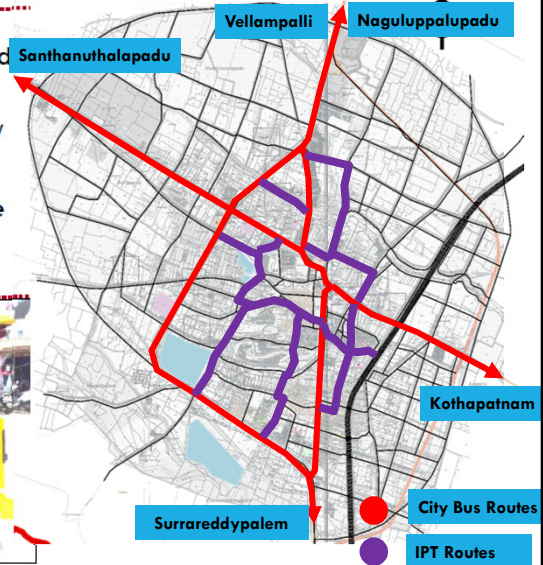 Vellampalli
Naguluppalupadu
Santhanuthalapadu
Kothapatnam
Surrareddypalem
City Bus Routes
IPT Routes